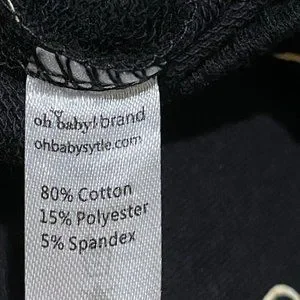 oh baby! brand
ohbabysytle.com
80% Cotton
15% Polyester
5% Spandex